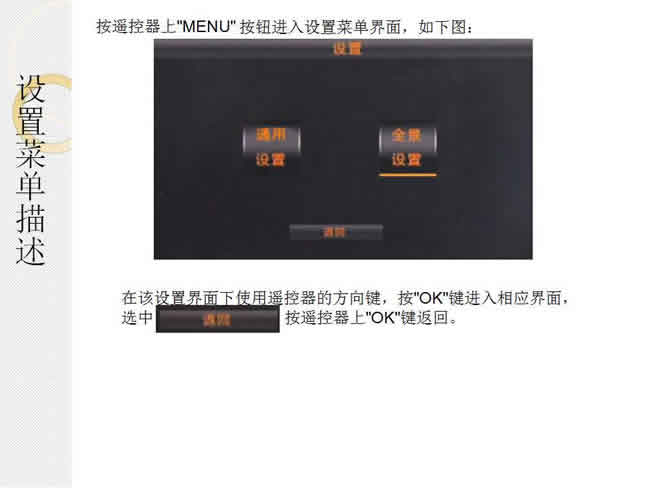 设置菜单描述
按遥控器上"MENU" 按钮进入设置菜单界面，如下图：
设置
通用 全景
设置 设置
返回
在该设置界面下使用遥控器的方向键，按"OK"键进入相应界面，
选中 返回 按遥控器上"OK"键返回。